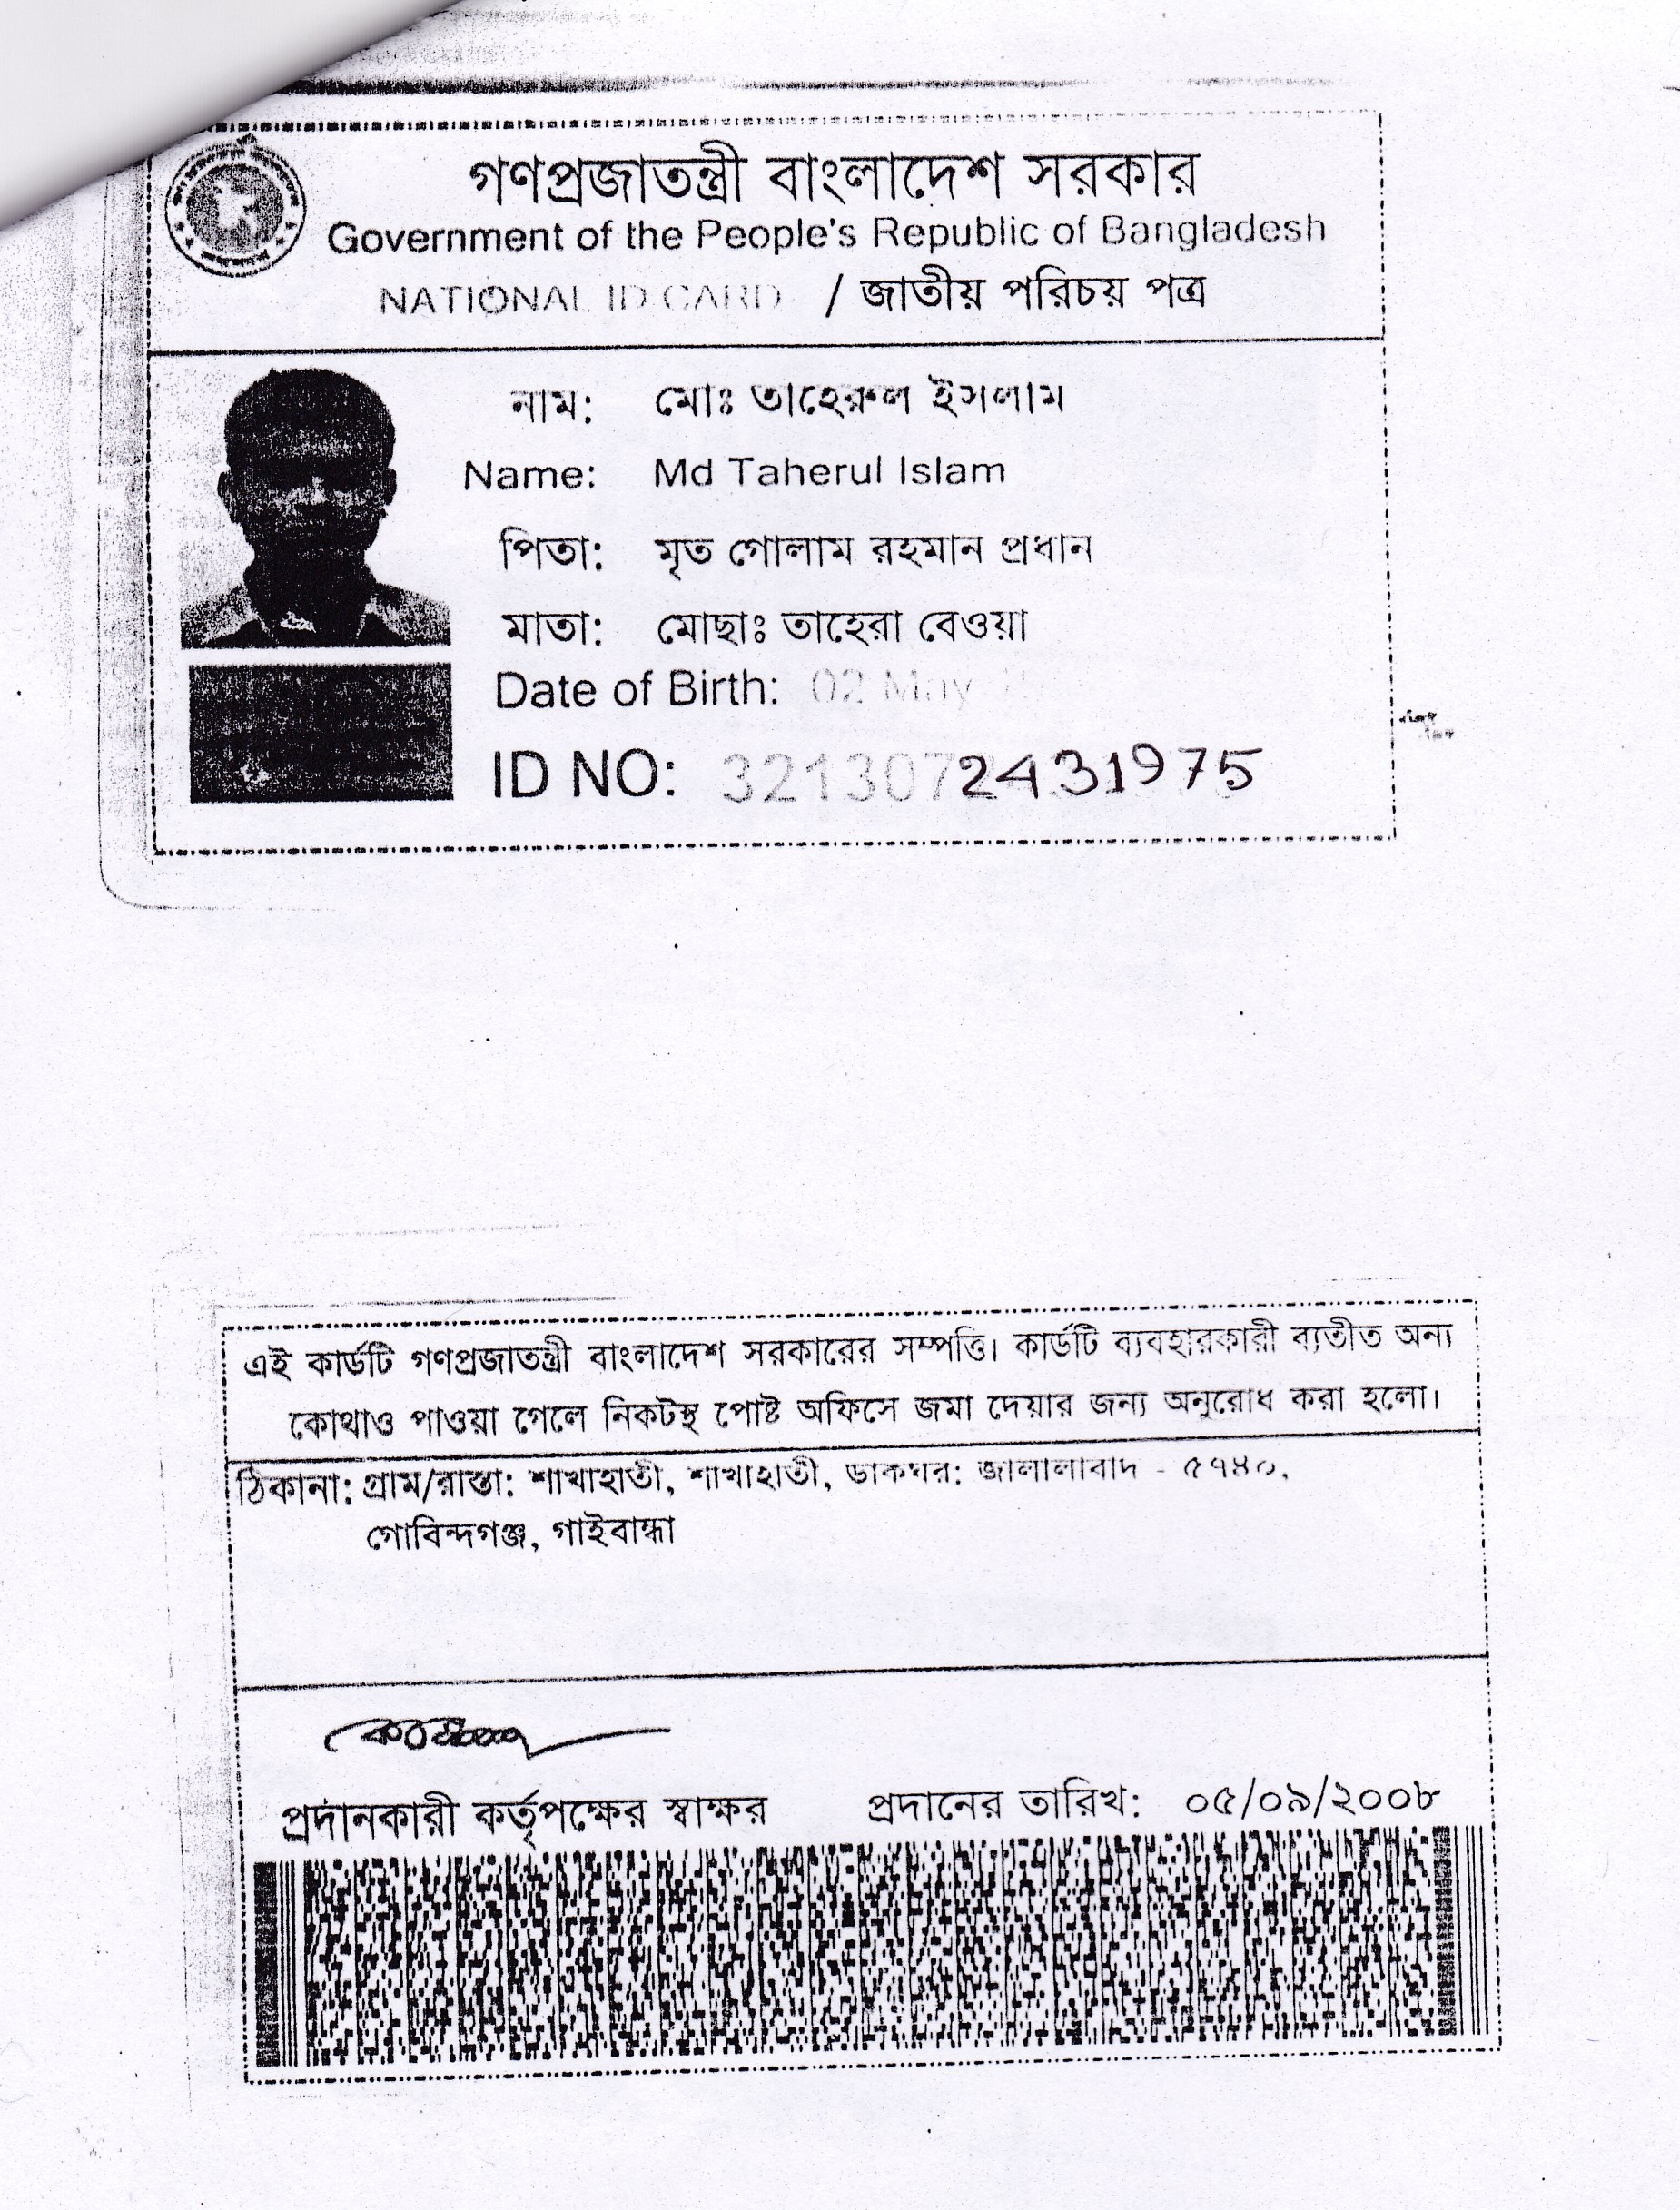 গণপ্রজাতন্ত্রী বাংলাদেশ সরকার
Government of the People's Republic of Bangladesh
NATIONAL ID CARD / জাতীয় পরিচয় পত্র
নাম: মোঃ তাহেরুল ইসলাম
Name: Md Taherul Islam
পিতা: মৃত গোলাম রহমান প্রধান
মাতা: মোছাঃ তাহেরা বেওয়া
Date of Birth: 02 May
ID NO: 3213072431975
এই কার্ডটি গণপ্রজাতন্ত্রী বাংলাদেশ সরকারের সম্পত্তি। কার্ডটি ব্যবহারকারী ব্যতীত অন্য
কোথাও পাওয়া গেলে নিকটস্থ পোষ্ট অফিসে জমা দেয়ার জন্য অনুরোধ করা হলো।
ঠিকানা: গ্রাম/রাস্তা: শাখাহাতী, শাখাহাতী, ডাকঘর: জালালাবাদ - ৫৭৪০,
গোবিন্দগঞ্জ, গাইবান্ধা
প্রদানকারী কর্তৃপক্ষের স্বাক্ষর প্রদানের তারিখ: ০৫/০৯/২০০৮